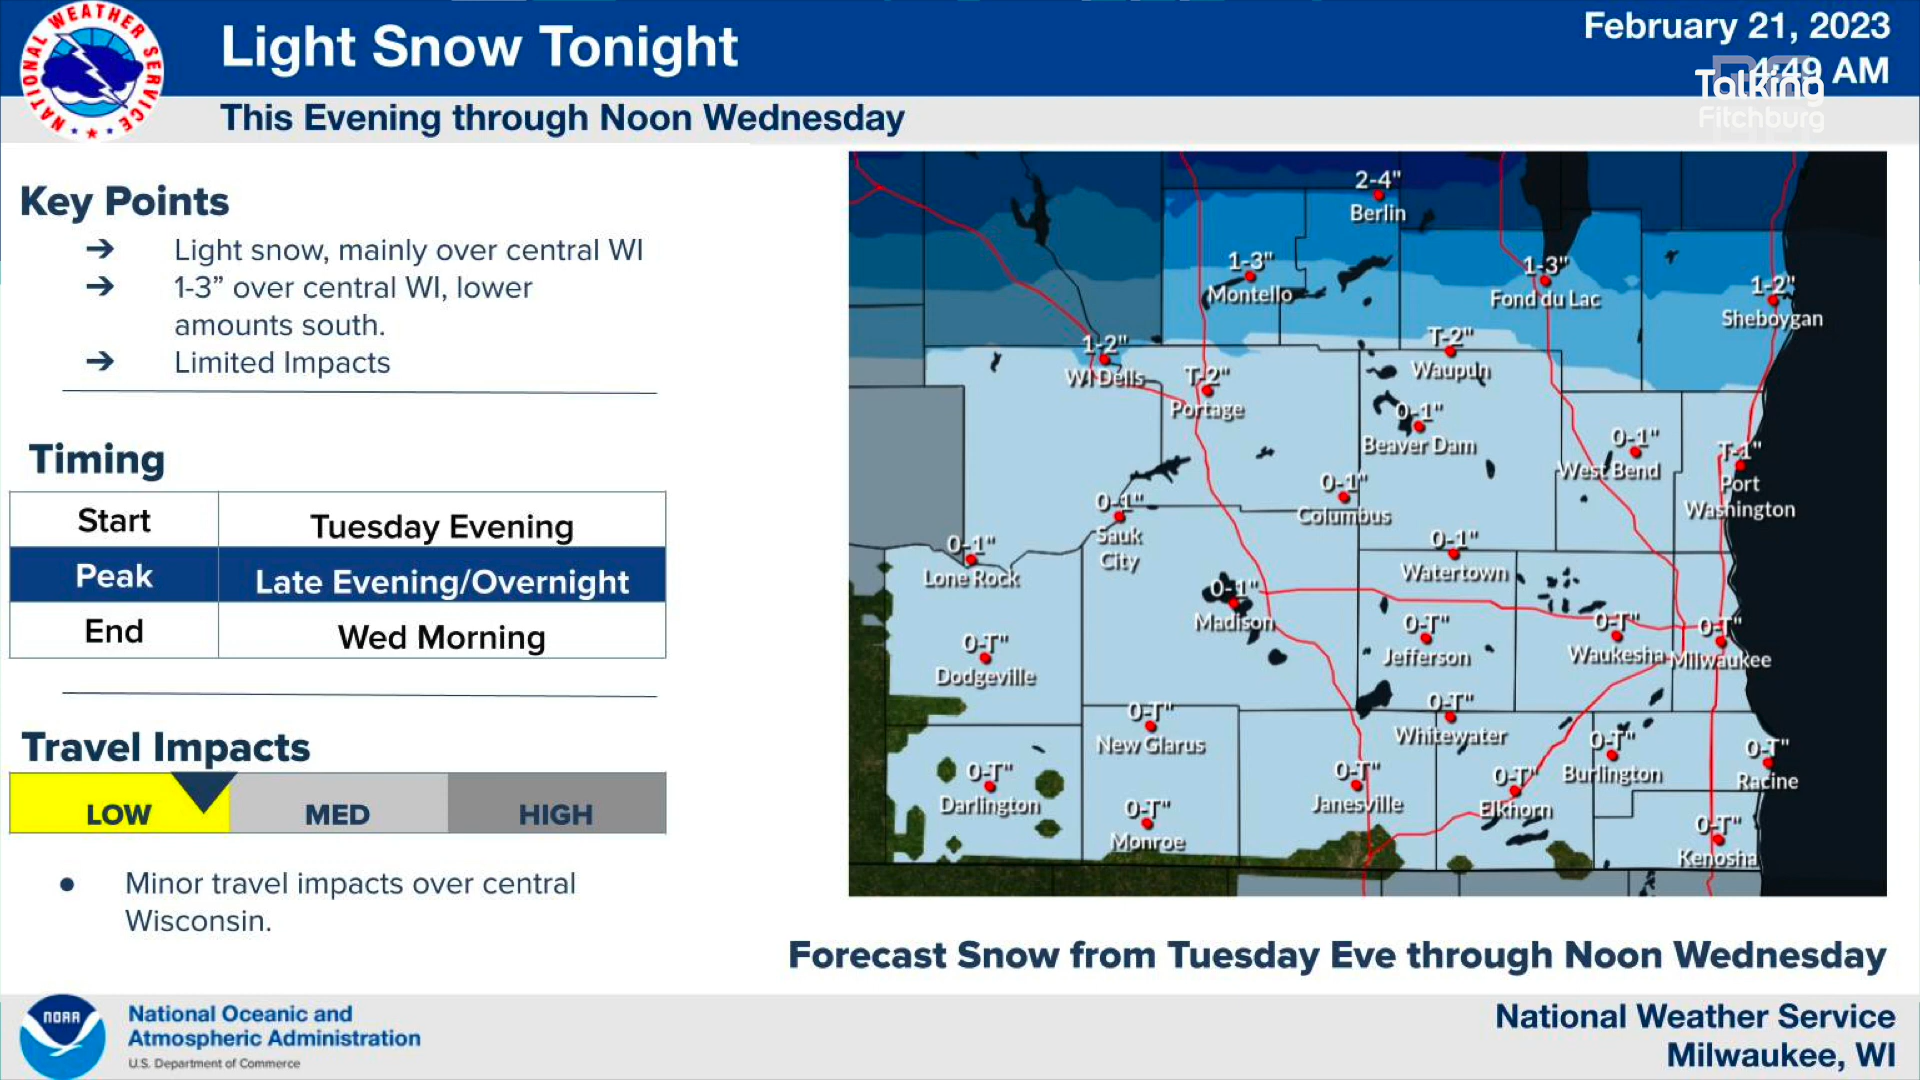 NATIONAL WEATHER SERVICE
Light Snow Tonight
February 21, 2023
4:49 AM
Talking
Fitchburg
This Evening through Noon Wednesday
Key Points
➔ Light snow, mainly over central WI
➔ 1-3” over central WI, lower
amounts south.
➔ Limited Impacts
Timing
Start Tuesday Evening
Peak Late Evening/Overnight
End Wed Morning
Travel Impacts
LOW MED HIGH
● Minor travel impacts over central
Wisconsin.
2-4"
Berlin
1-3"
Montello
1-3"
Fond du Lac
1-2"
Sheboygan
1-2"
WI Dells
T-2"
Portage
T-2"
Waupun
0-1"
Beaver Dam
0-1"
West Bend
T-1"
Port
Washington
0-1"
Columbus
0-1"
Sauk
City
0-1"
Lone Rock
0-1"
Watertown
0-1"
Madison
0-T"
Jefferson
0-T"
Waukesha
0-T"
Milwaukee
0-T"
Dodgeville
0-T"
New Glarus
0-T"
Whitewater
0-T"
Burlington
0-T"
Racine
0-T"
Darlington
0-T"
Monroe
0-T"
Janesville
0-T"
Elkhorn
0-T"
Kenosha
Forecast Snow from Tuesday Eve through Noon Wednesday
NOAA
National Oceanic and
Atmospheric Administration
U.S. Department of Commerce
National Weather Service
Milwaukee, WI